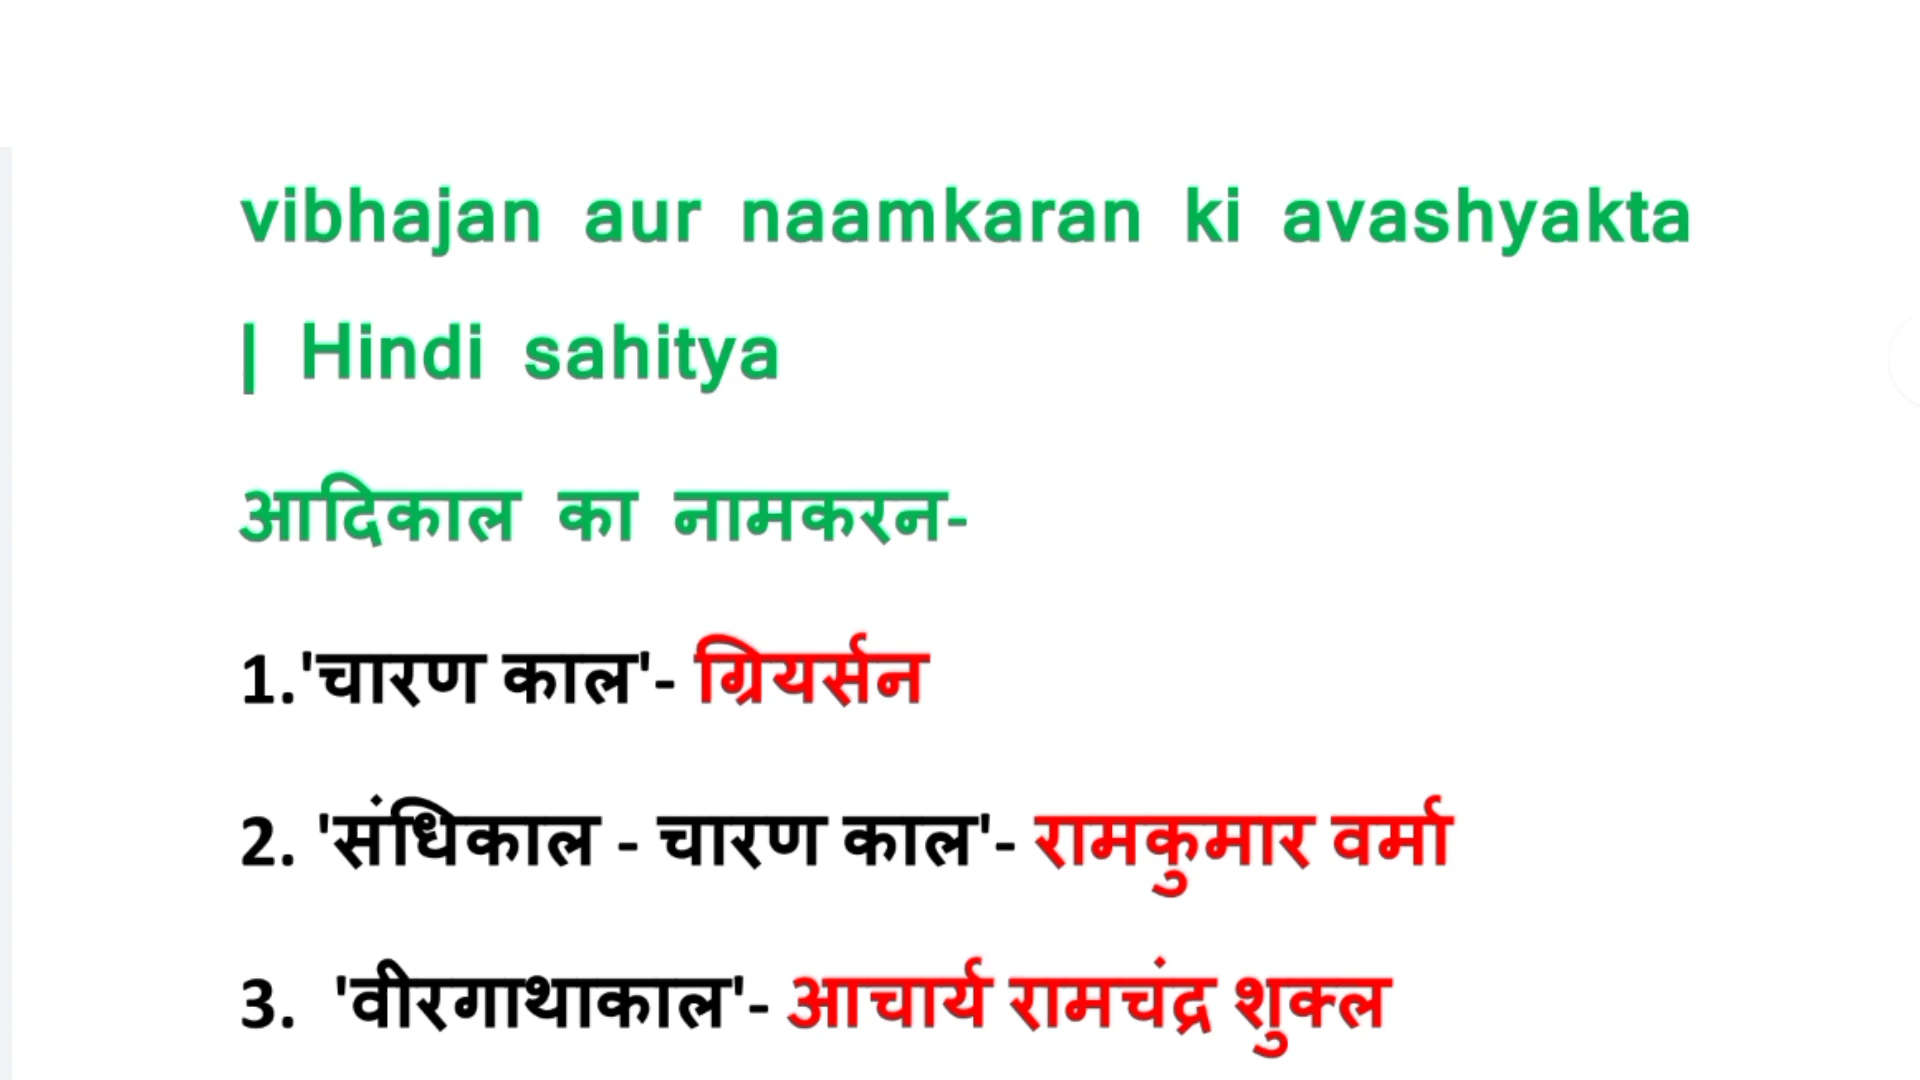 vibhajan aur naamkaran ki avashyakta
| Hindi sahitya
आदिकाल का नामकरन-
1.'चारण काल'- ग्रियर्सन
2. 'संधिकाल - चारण काल'- रामकुमार वर्मा
3. 'वीरगाथाकाल'- आचार्य रामचंद्र शुक्ल